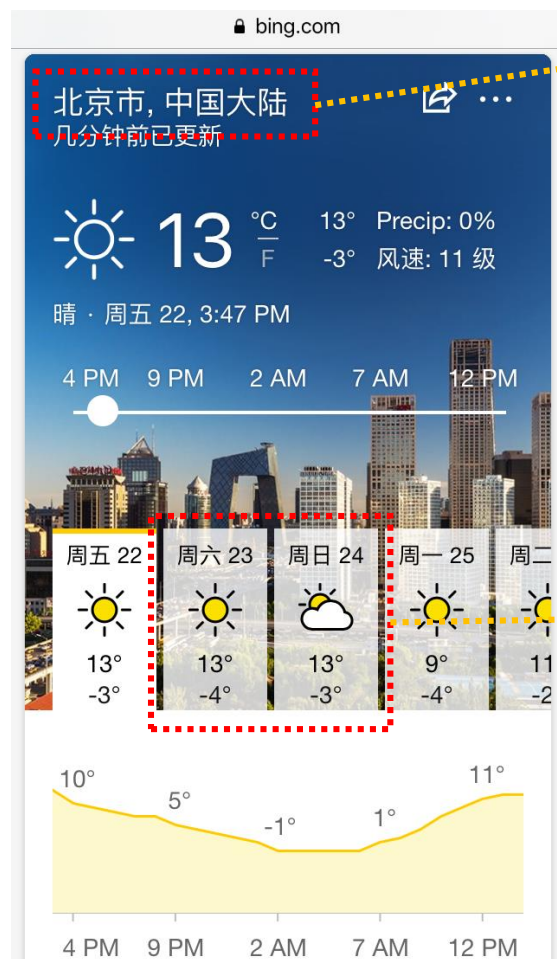 bing.com
北京市, 中国大陆
几分钟前已更新
13 °C F 13° Precip: 0%
-3° 风速: 11 级
晴 · 周五 22, 3:47 PM
4 PM 9 PM 2 AM 7 AM 12 PM
周五 22 周六 23 周日 24 周一 25 周二
13° 13° 13° 9° 11
-3° -4° -3° -4° -2
10° 5° -1° 1° 11°
4 PM 9 PM 2 AM 7 AM 12 PM